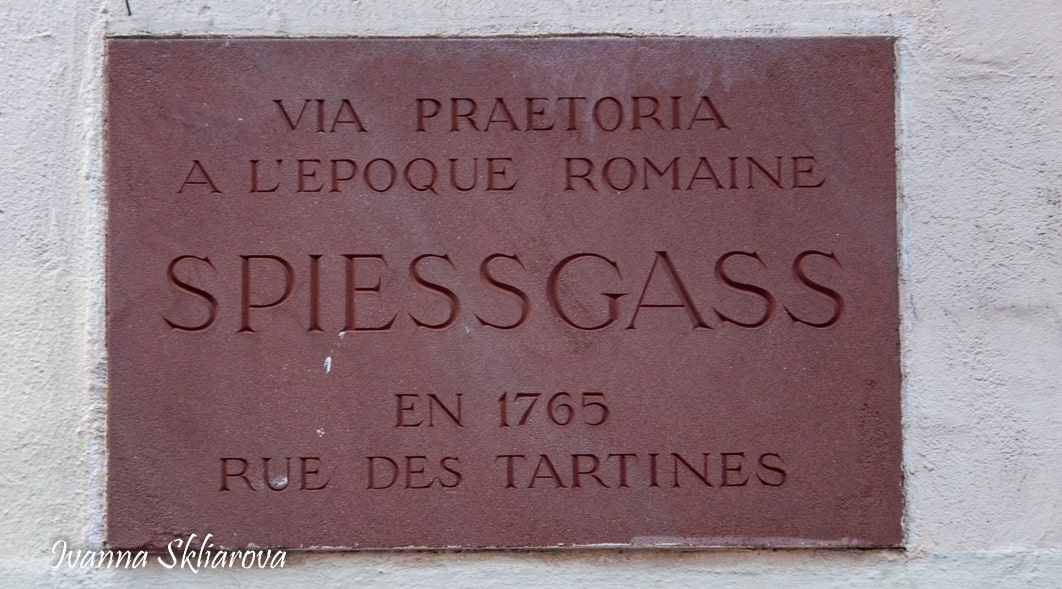 VIA PRAETORIA
A L'EPOQUE ROMAINE
SPIESSGASS
EN 1765
RUE DES TARTINES
Ivanna Skliarova